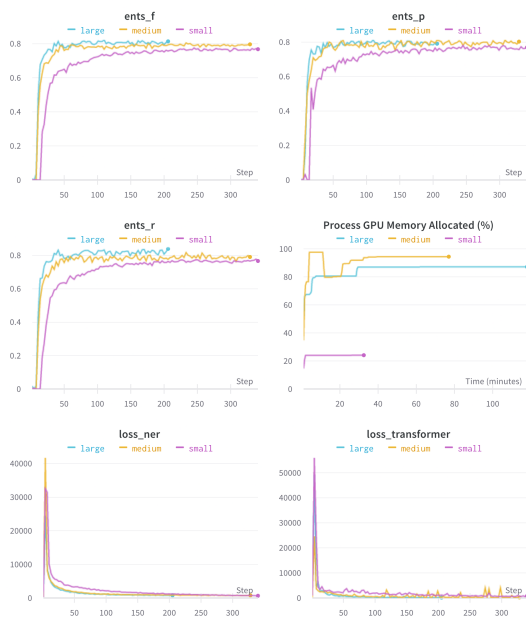 ents_f
large medium small
0.8
0.6
0.4
0.2
0
Step
50 100 150 200 250 300
ents_p
large medium small
0.8
0.6
0.4
0.2
0
Step
50 100 150 200 250 300
ents_r
large medium small
0.8
0.6
0.4
0.2
0
Step
50 100 150 200 250 300
Process GPU Memory Allocated (%)
large medium small
100
80
60
40
20
0
Time (minutes)
20 40 60 80 100
loss_ner
large medium small
40000
30000
20000
10000
0
Step
50 100 150 200 250 300
loss_transformer
large medium small
50000
40000
30000
20000
10000
0
Step
50 100 150 200 250 300